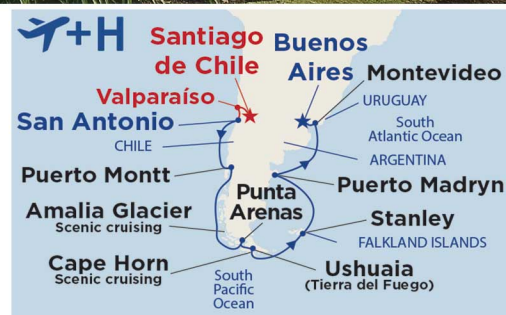 +H
Santiago
de Chile
Buenos
Aires
Montevideo
Valparaíso
URUGUAY
San Antonio
South
Atlantic Ocean
CHILE
ARGENTINA
Puerto Montt
Punta
Arenas
Puerto Madryn
Amalia Glacier
Scenic cruising
Stanley
FALKLAND ISLANDS
Cape Horn
Scenic cruising
South
Pacific
Ocean
Ushuaia
(Tierra del Fuego)